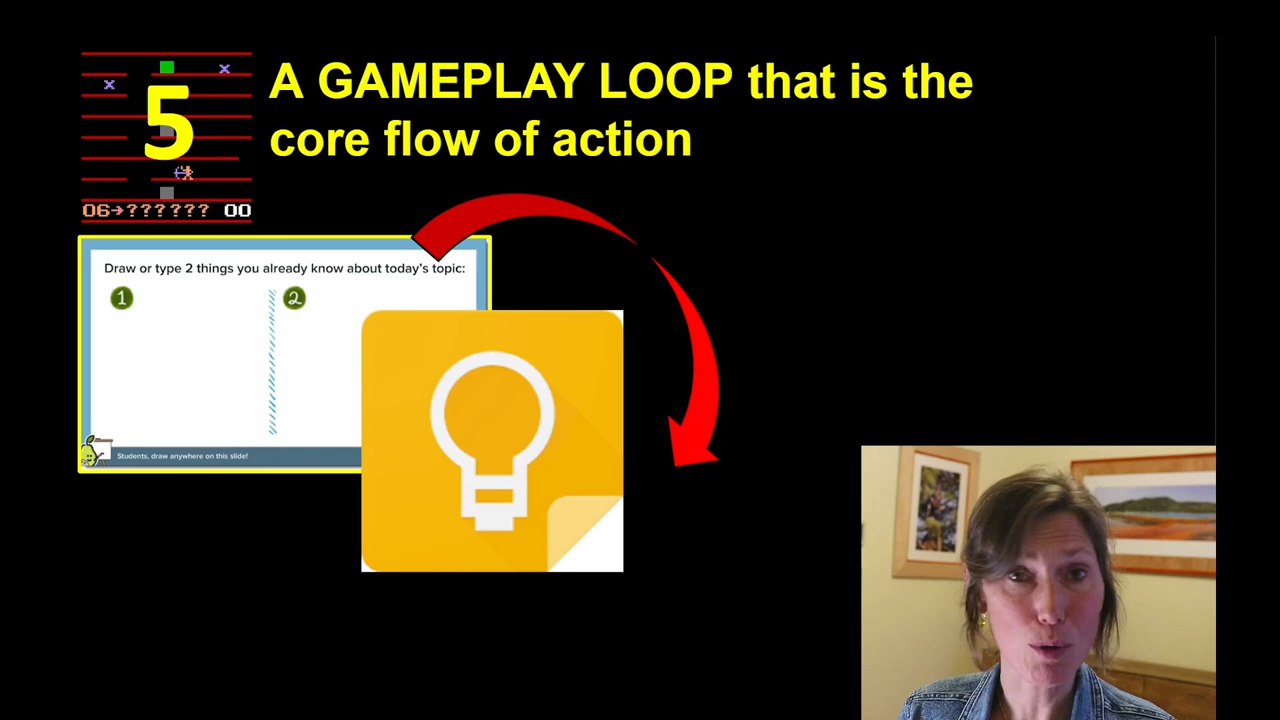 5
A GAMEPLAY LOOP that is the
core flow of action
06→?????? 00
Draw or type 2 things you already know about today's topic:
1
2
Students, draw anywhere on this slide!